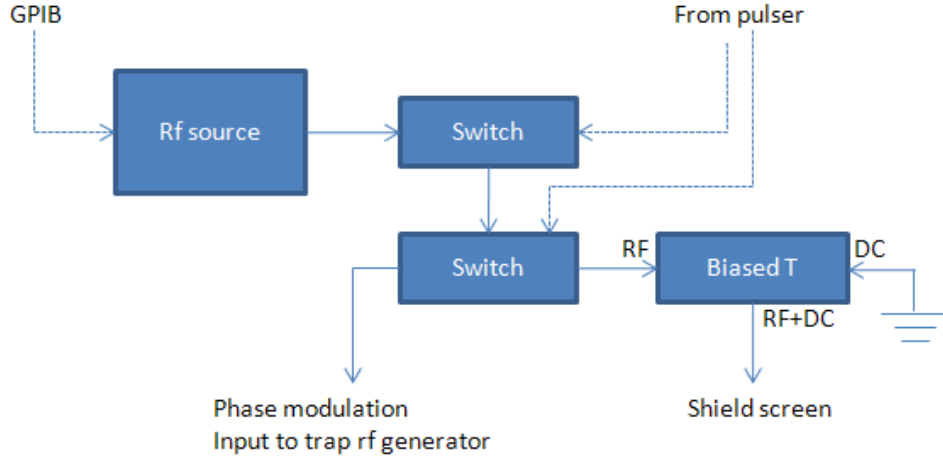 GPIB
From pulser
Rf source
Switch
Switch
RF
Biased T
DC
RF+DC
Phase modulation
Input to trap rf generator
Shield screen